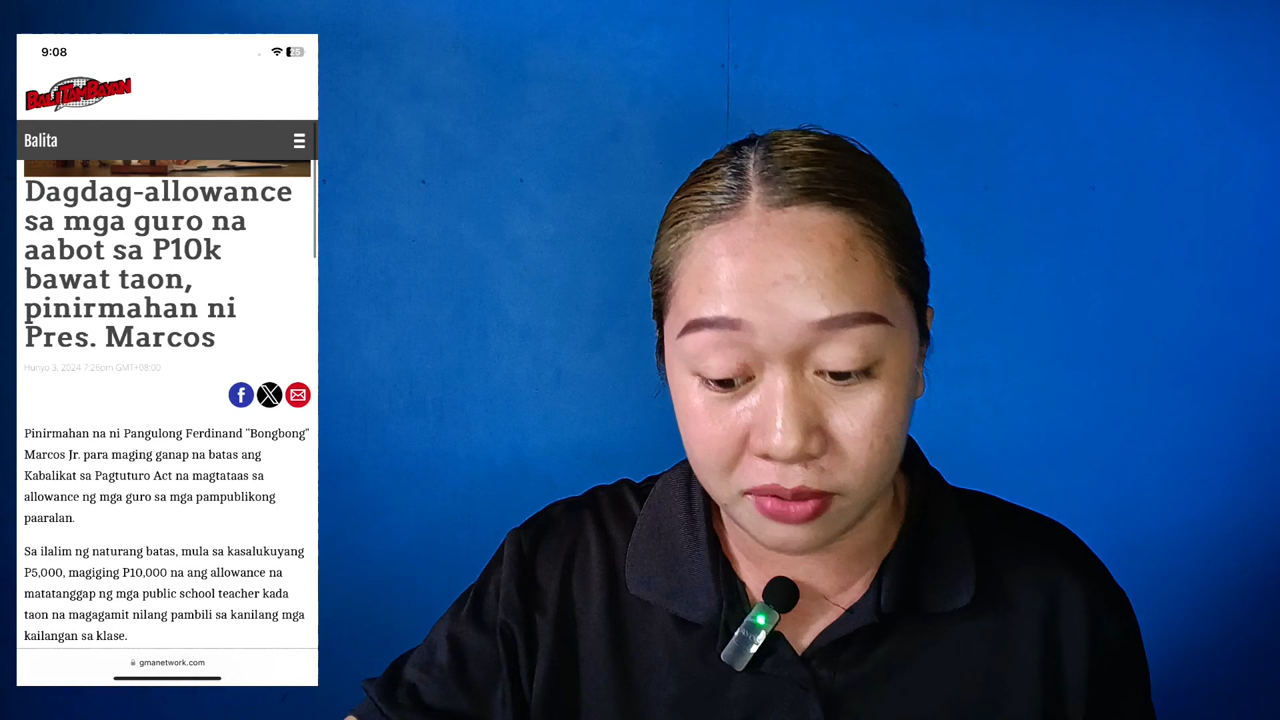 9:08
25
BALITAMBAYAN
Balita
Dagdag-allowance
sa mga guro na
aabot sa P10k
bawat taon,
pinirmahan ni
Pres. Marcos
Hunyo 3, 2024 7:26pm GMT+08:00
Pinirmahan na ni Pangulong Ferdinand "Bongbong"
Marcos Jr. para maging ganap na batas ang
Kabalikat sa Pagtuturo Act na magtataas sa
allowance ng mga guro sa mga pampublikong
paaralan.
Sa ilalim ng naturang batas, mula sa kasalukuyang
P5,000, magiging P10,000 na ang allowance na
matatanggap ng mga public school teacher kada
taon na magagamit nilang pambili sa kanilang mga
kailangan sa klase.
gmanetwork.com